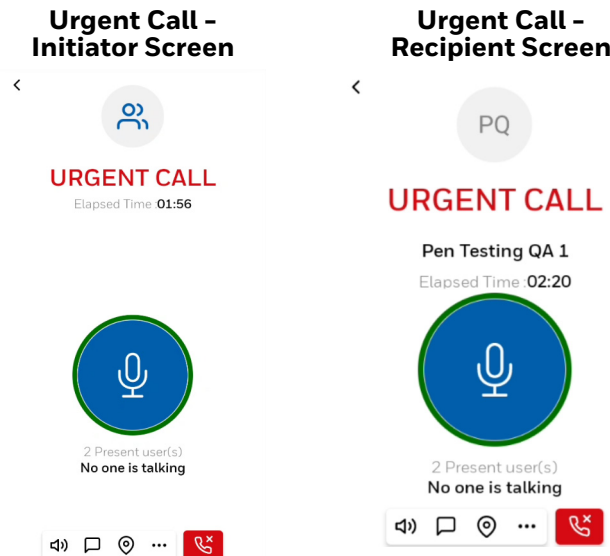 Urgent Call -
Initiator Screen
URGENT CALL
Elapsed Time :01:56
2 Present user(s)
No one is talking
Urgent Call -
Recipient Screen
PQ
URGENT CALL
Pen Testing QA 1
Elapsed Time :02:20
2 Present user(s)
No one is talking